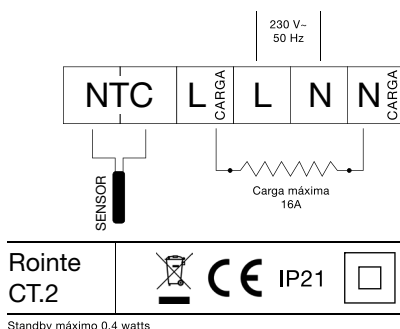 230 V~
50 Hz
NTC L CARGA L N N CARGA
SENSOR
Carga máxima
16A
Rointe
CT.2
CE IP21
Standby máximo 0,4 watts